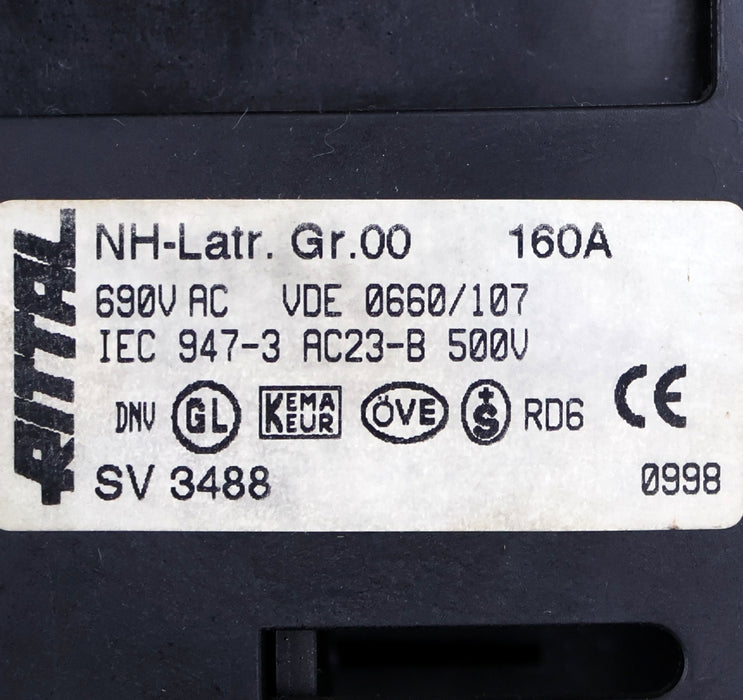 RITTAL
NH-Latr. Gr.00 160A
690V AC VDE 0660/107
IEC 947-3 AC23-B 500V
DNV GL KEMA EUR ÖVE +S RD6 CE
SV 3488 0998